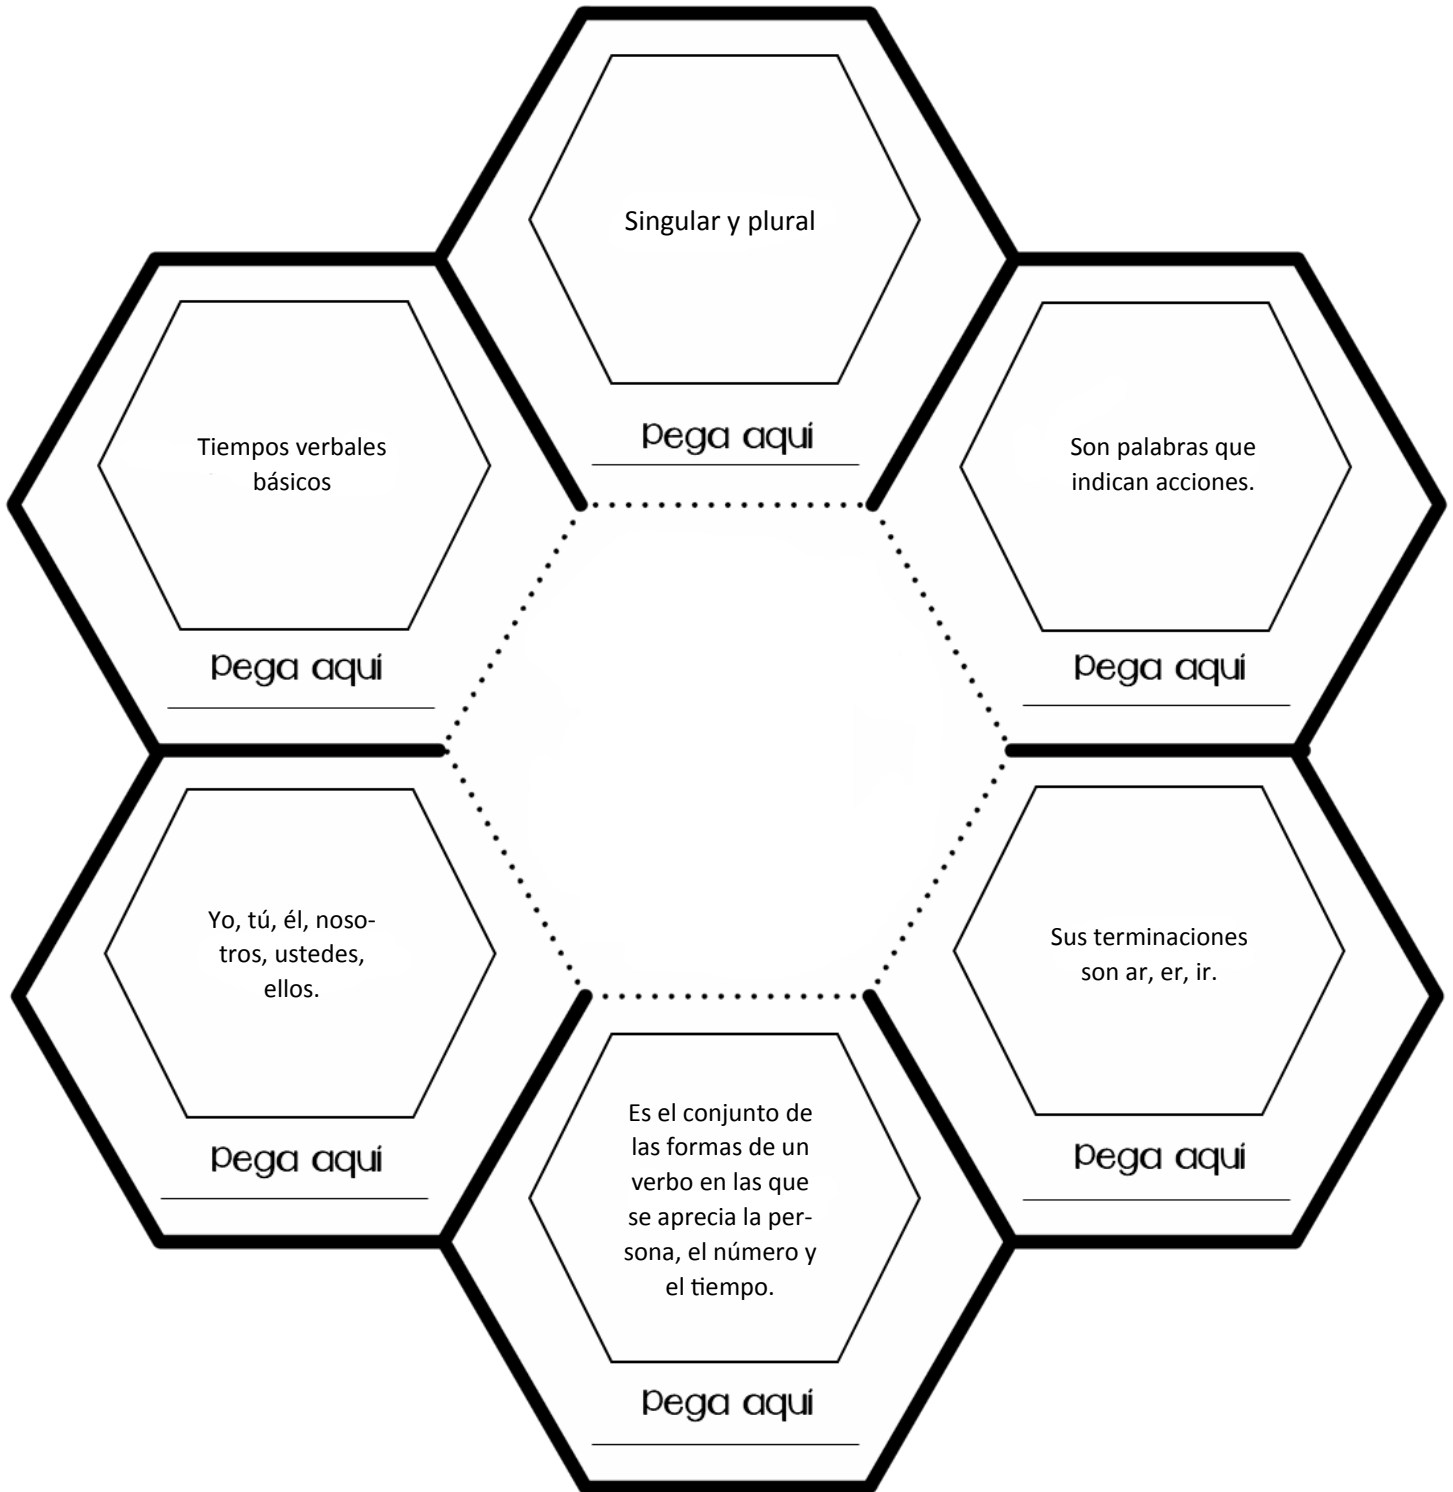 Singular y plural
pega aquí
Tiempos verbales
básicos
pega aquí
Son palabras que
indican acciones.
pega aquí
Yo, tú, él, noso-
tros, ustedes,
ellos.
pega aquí
Sus terminaciones
son ar, er, ir.
pega aquí
Es el conjunto de
las formas de un
verbo en las que
se aprecia la per-
sona, el número y
el tiempo.
pega aquí